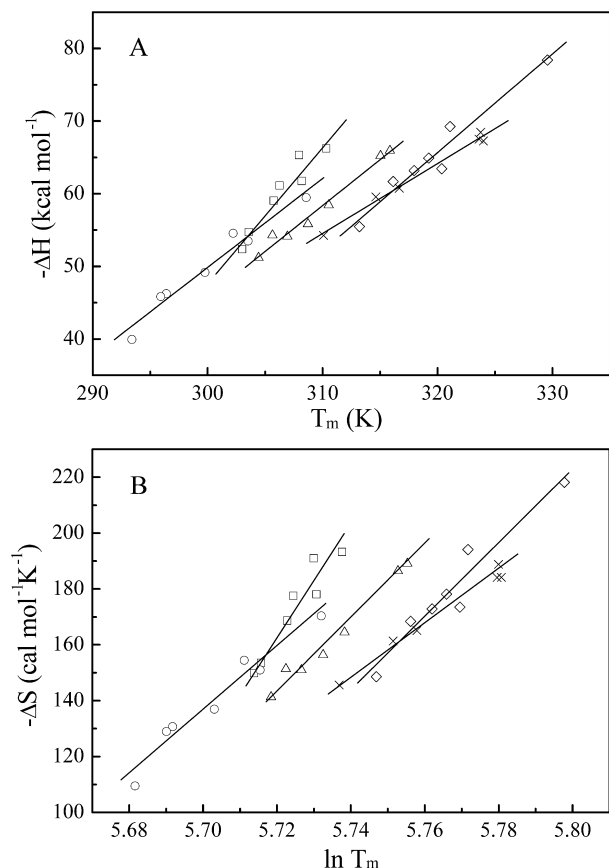 A
80
70
60
50
40
-ΔH (kcal mol⁻¹)
290 300 310 320 330
Tₘ (K)
B
220
200
180
160
140
120
100
-ΔS (cal mol⁻¹K⁻¹)
5.68 5.70 5.72 5.74 5.76 5.78 5.80
ln Tₘ